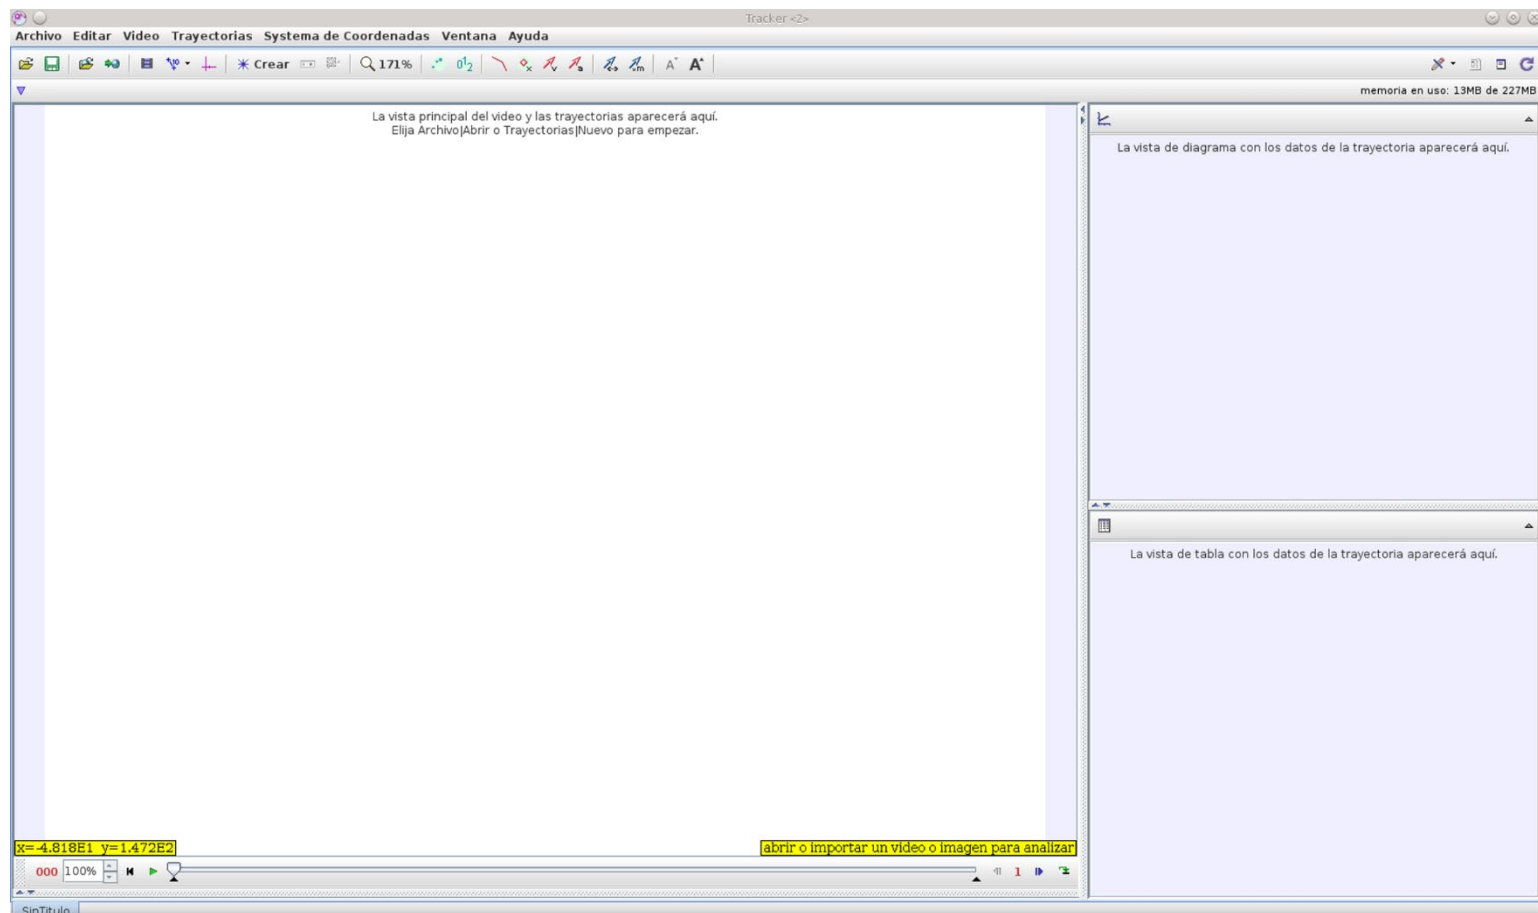 Tracker <2>
Archivo Editar Video Trayectorias Systema de Coordenadas Ventana Ayuda
Crear 171% 0 1 2 x v a m A A
memoria en uso: 13MB de 227MB
La vista principal del video y las trayectorias aparecerá aquí.
Elija Archivo|Abrir o Trayectorias|Nuevo para empezar.
La vista de diagrama con los datos de la trayectoria aparecerá aquí.
La vista de tabla con los datos de la trayectoria aparecerá aquí.
x=-4.818E1 y=1.472E2
abrir o importar un video o imagen para analizar
000 100% 1
SinTitulo